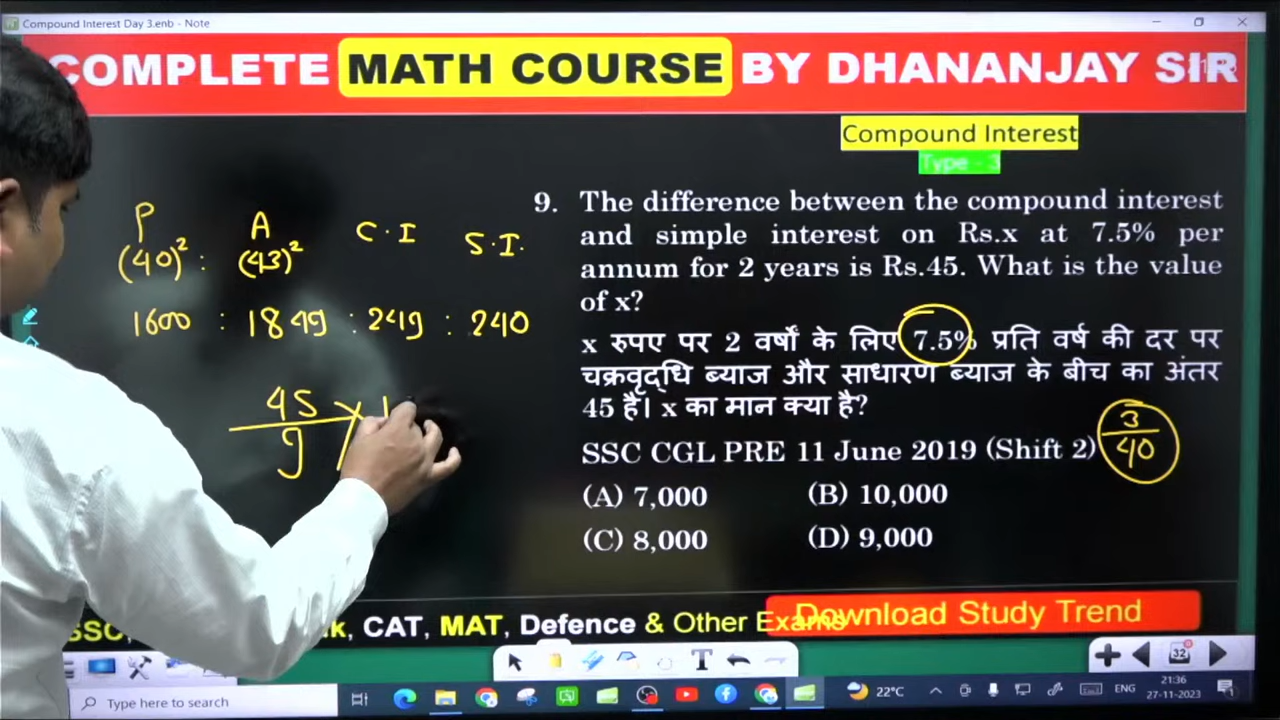 Compound Interest Day 3.enb - Note
COMPLETE MATH COURSE BY DHANANJAY SIR
Compound Interest
Type - 3
P A C.I S.I.
(40)² : (43)²
1600 : 1849 : 249 : 240
45 ×
9
9. The difference between the compound interest
and simple interest on Rs.x at 7.5% per
annum for 2 years is Rs.45. What is the value
of x?
x रुपए पर 2 वर्षों के लिए 7.5% प्रति वर्ष की दर पर
चक्रवृद्धि ब्याज और साधारण ब्याज के बीच का अंतर
45 है। x का मान क्या है?
SSC CGL PRE 11 June 2019 (Shift 2)
3
40
(A) 7,000 (B) 10,000
(C) 8,000 (D) 9,000
CAT, MAT, Defence & Other Exams
Download Study Trend
T
32
Type here to search
22°C
ENG
21:36
27-11-2023